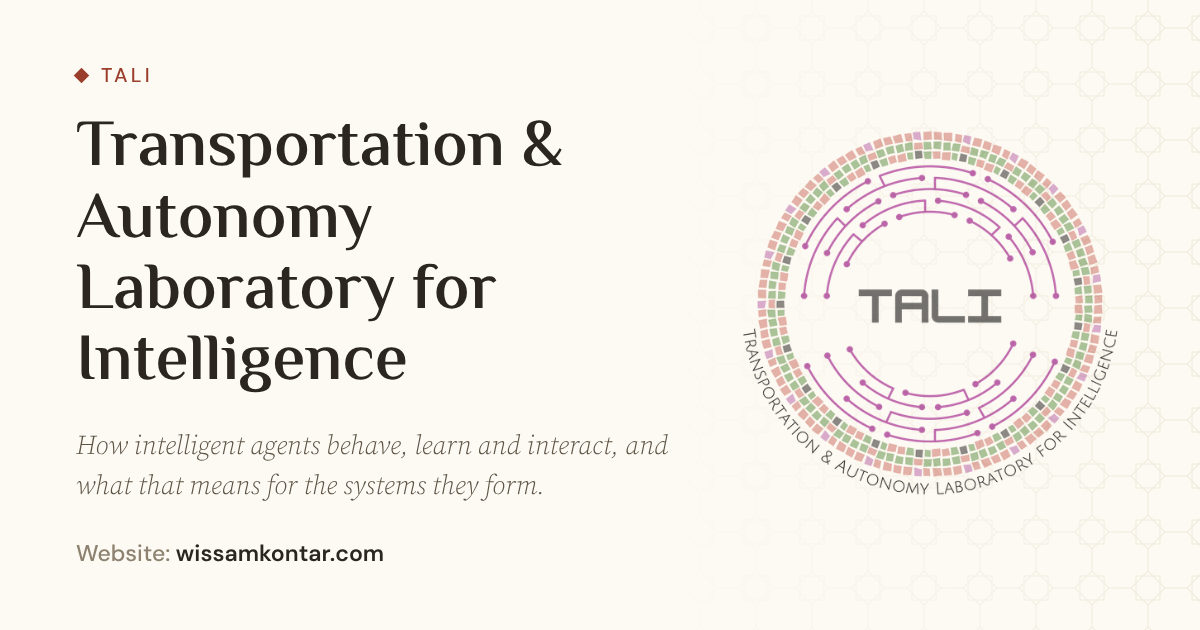 TALI
Transportation &
Autonomy
Laboratory for
Intelligence
How intelligent agents behave, learn and interact, and
what that means for the systems they form.
Website: wissamkontar.com
TALI
TRANSPORTATION & AUTONOMY LABORATORY FOR INTELLIGENCE